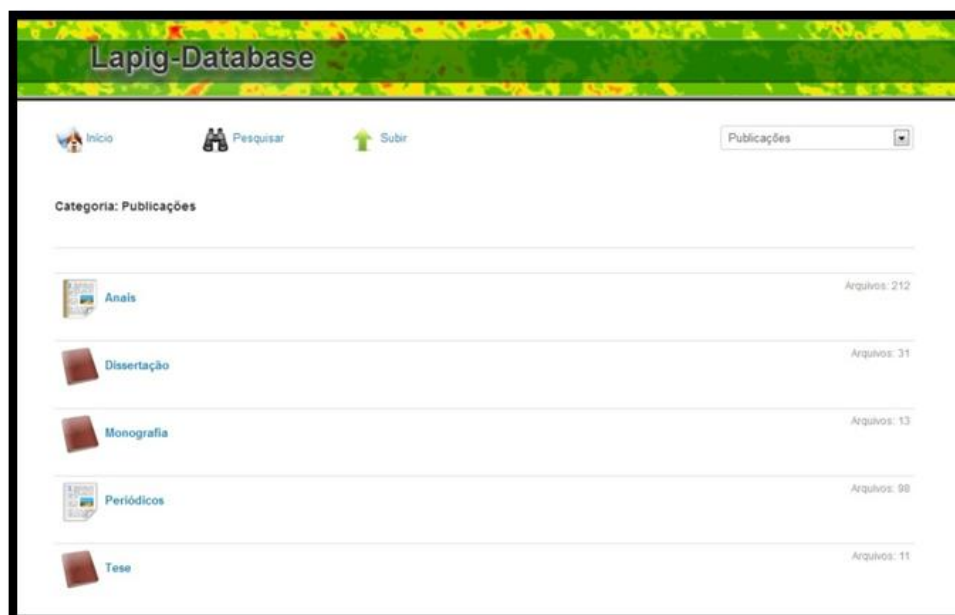 Lapig-Database
Início Pesquisar Subir Publicações
Categoria: Publicações
Anais Arquivos: 212
Dissertação Arquivos: 31
Monografia Arquivos: 13
Periódicos Arquivos: 98
Tese Arquivos: 11